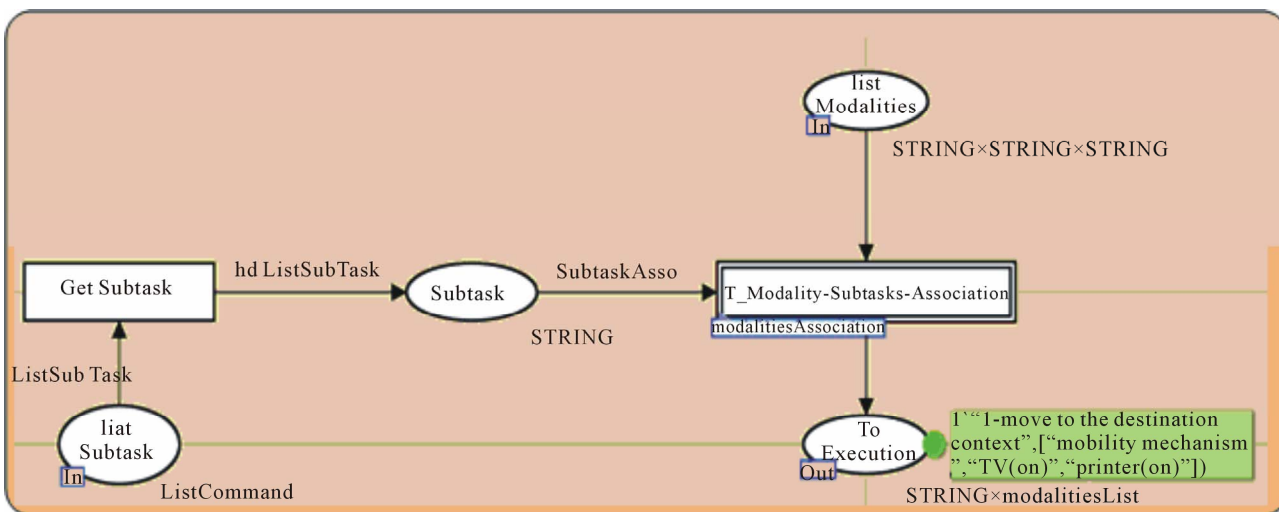 list
Modalities
In
STRING×STRING×STRING
hd ListSubTask
SubtaskAsso
Get Subtask
Subtask
T_Modality-Subtasks-Association
modalitiesAssociation
STRING
ListSub Task
liat
Subtask
In
ListCommand
To
Execution
Out
1`“1-move to the destination
context”,[“mobility mechanism
”,“TV(on)”,“printer(on)”])
STRING×modalitiesList